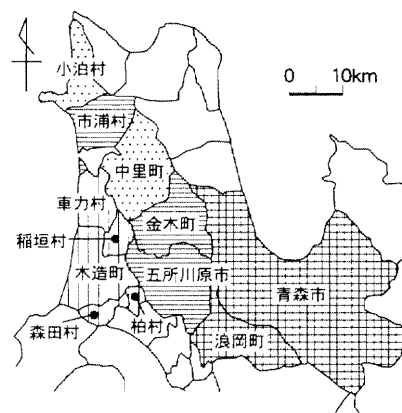 小泊村
0 10km
市浦村
中里町
車力村
金木町
稲垣村
木造町
五所川原市
青森市
森田村
柏村
浪岡町